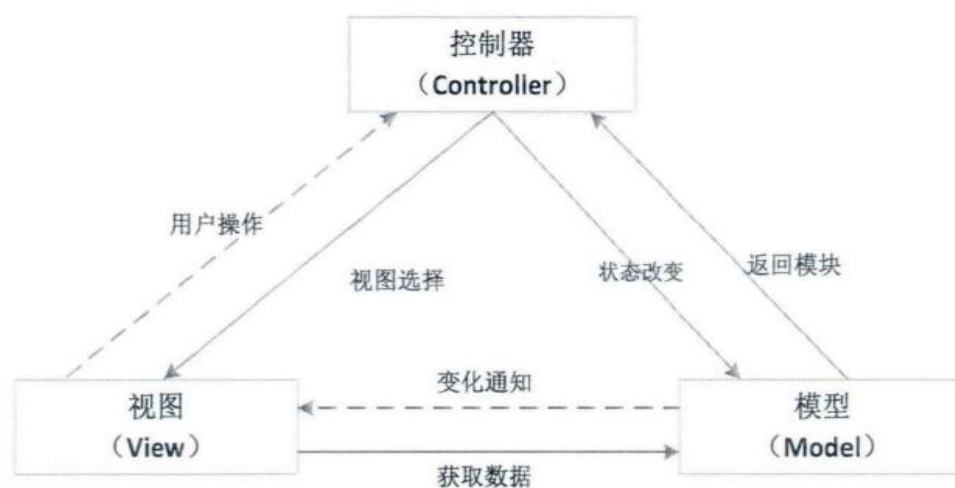 控制器
（Controller）
用户操作
视图选择
状态改变
返回模块
视图
（View）
变化通知
获取数据
模型
（Model）